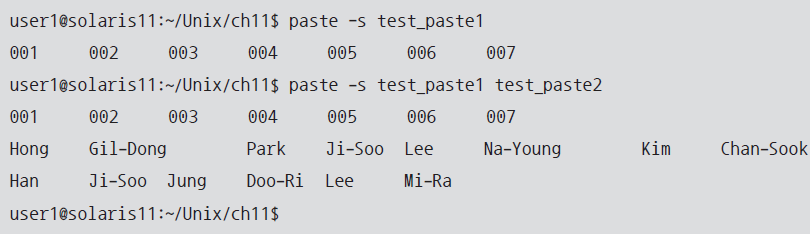 user1@solaris11:~/Unix/ch11$ paste -s test_paste1
001 002 003 004 005 006 007
user1@solaris11:~/Unix/ch11$ paste -s test_paste1 test_paste2
001 002 003 004 005 006 007
Hong Gil-Dong Park Ji-Soo Lee Na-Young Kim Chan-Sook
Han Ji-Soo Jung Doo-Ri Lee Mi-Ra
user1@solaris11:~/Unix/ch11$